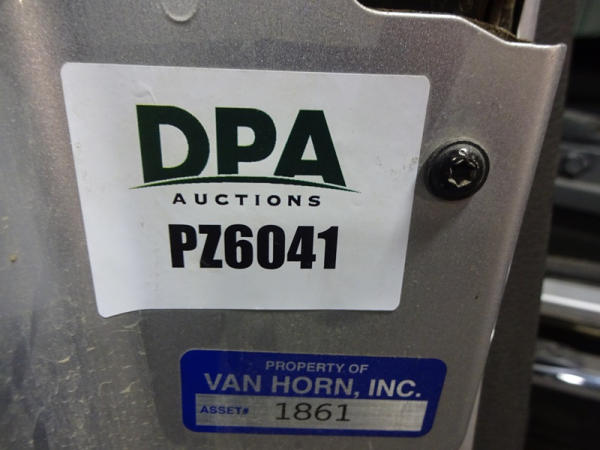 DPA
AUCTIONS
PZ6041
PROPERTY OF
VAN HORN, INC.
ASSET# 1861